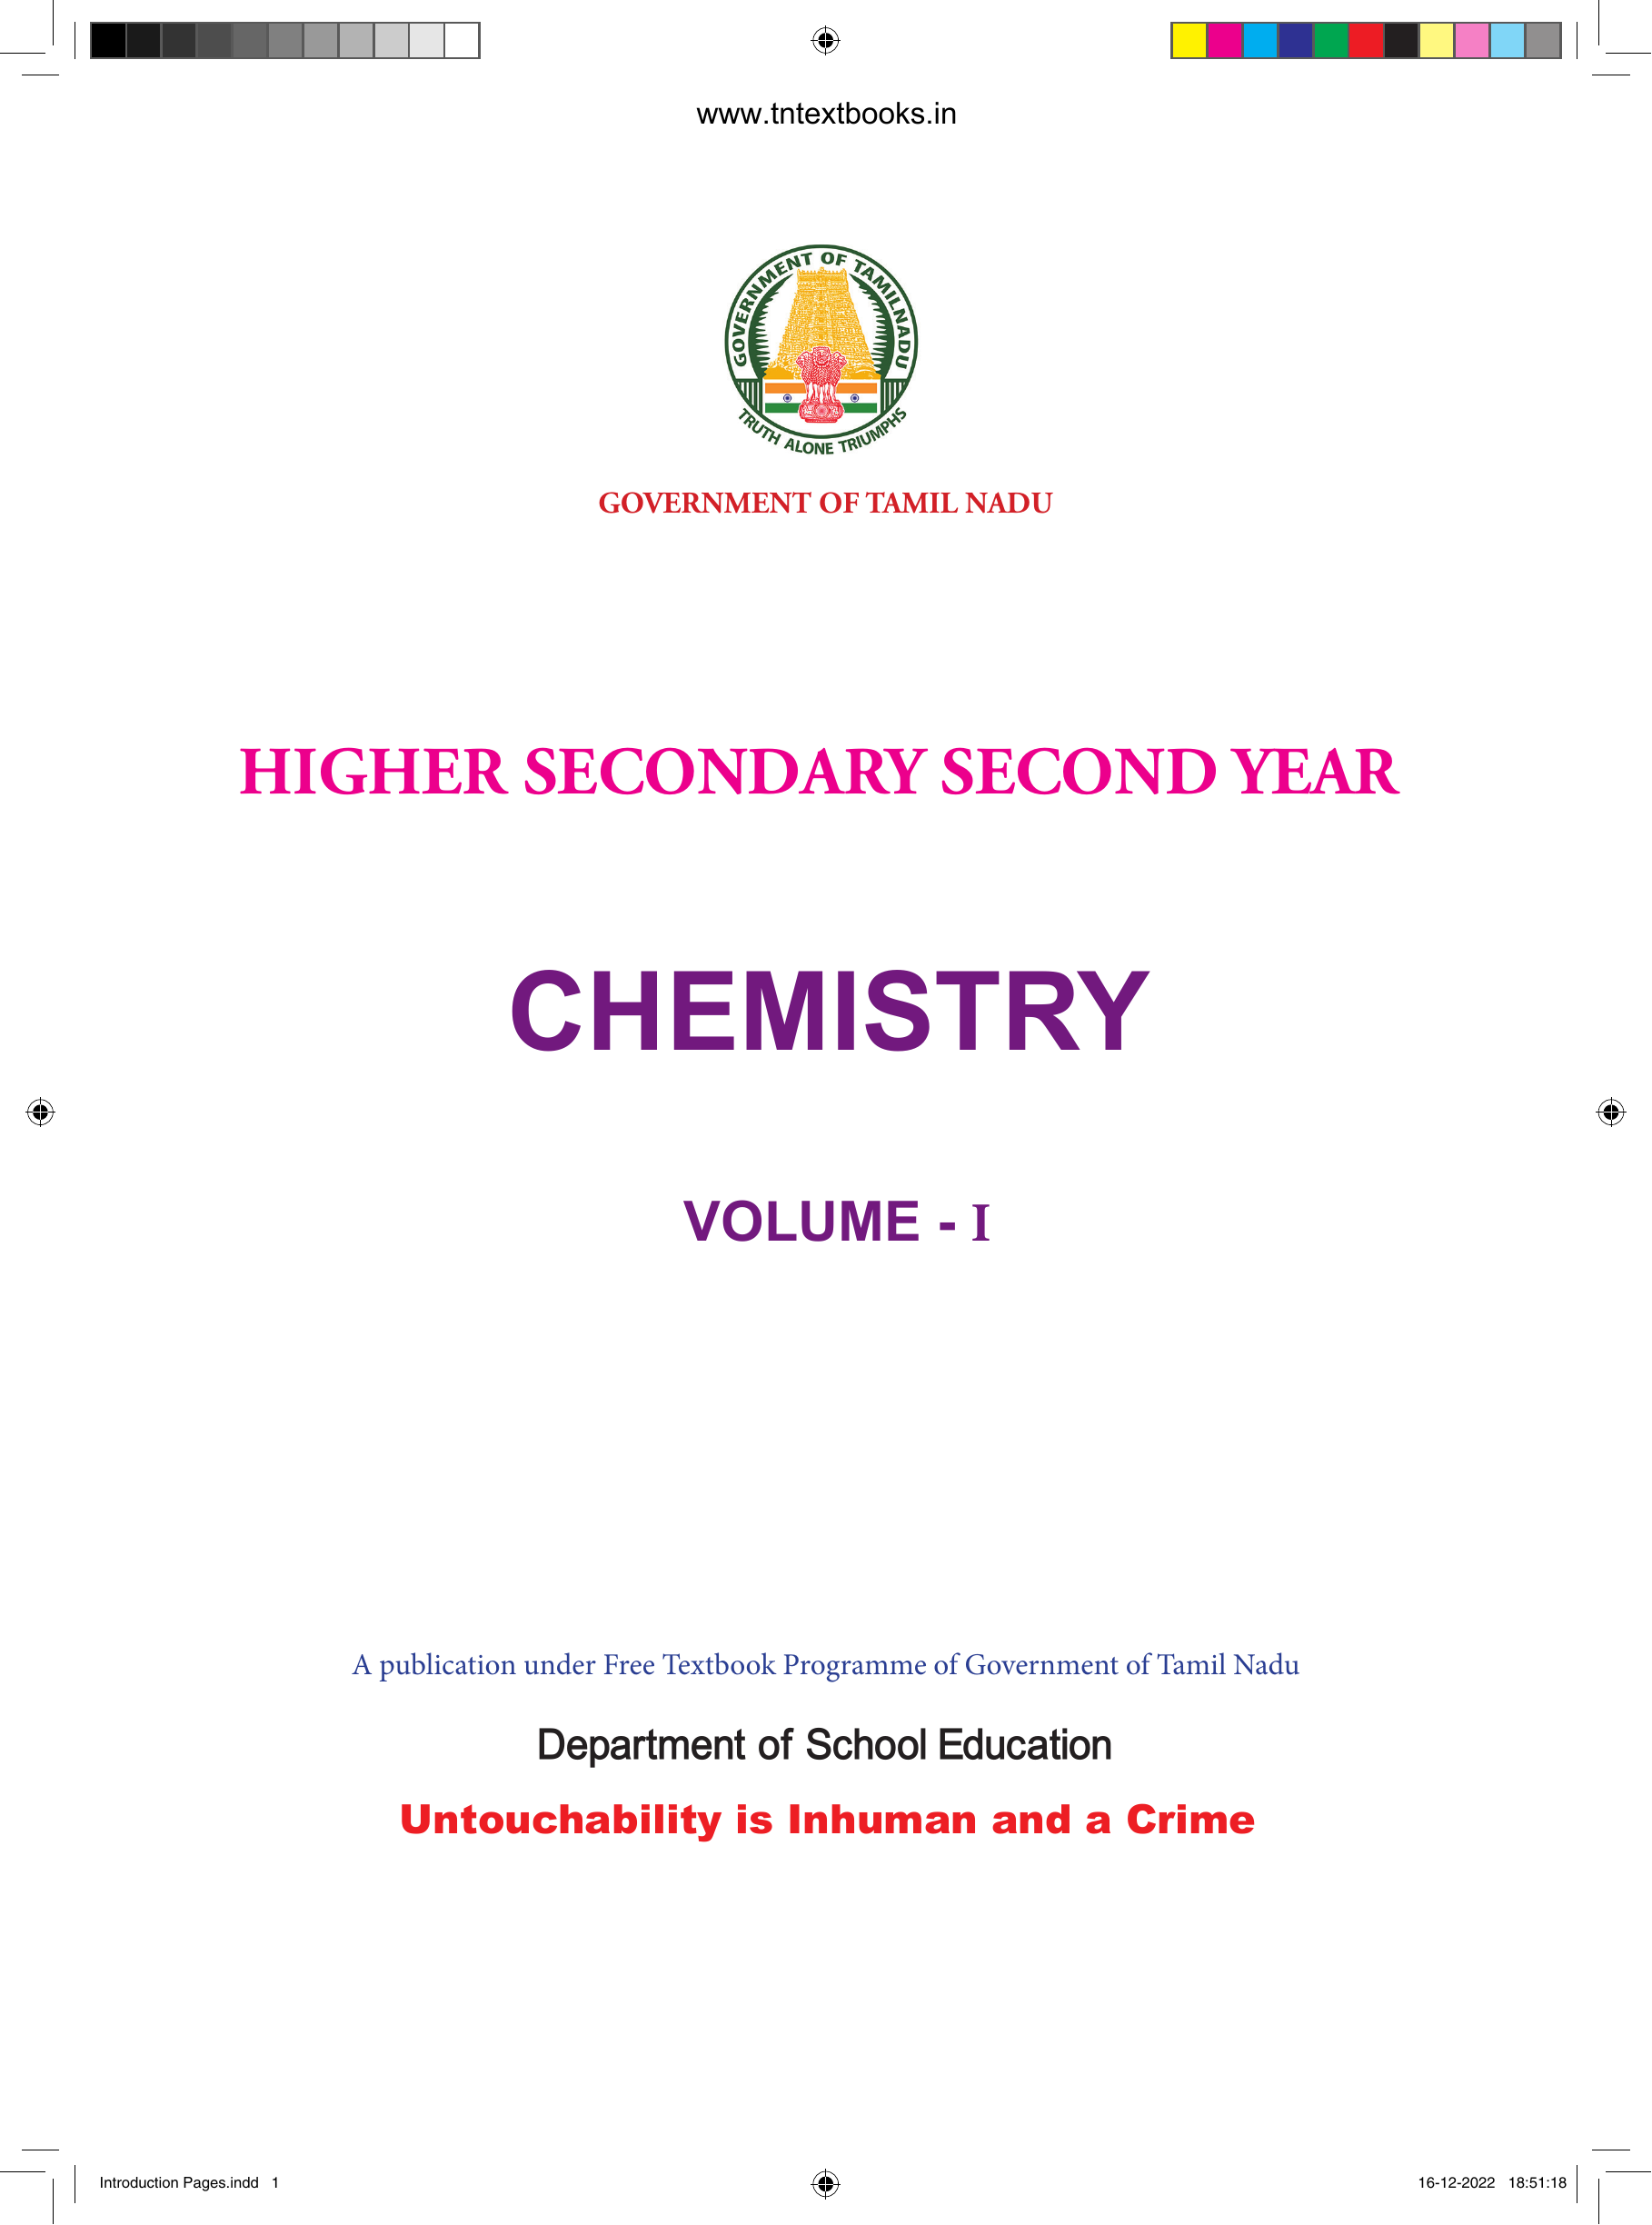 www.tntextbooks.in
GOVERNMENT OF TAMILNADU
TRUTH ALONE TRIUMPHS
GOVERNMENT OF TAMIL NADU
HIGHER SECONDARY SECOND YEAR
CHEMISTRY
VOLUME - I
A publication under Free Textbook Programme of Government of Tamil Nadu
Department of School Education
Untouchability is Inhuman and a Crime
Introduction Pages.indd 1 16-12-2022 18:51:18